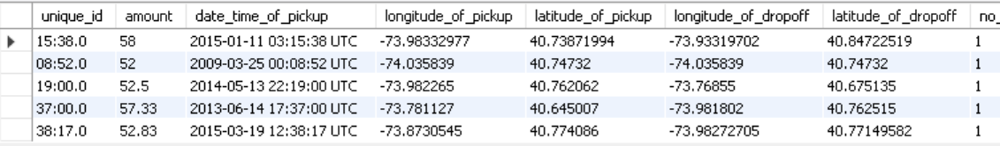 unique_id amount date_time_of_pickup longitude_of_pickup latitude_of_pickup longitude_of_dropoff latitude_of_dropoff no_
15:38.0 58 2015-01-11 03:15:38 UTC -73.98332977 40.73871994 -73.93319702 40.84722519 1
08:52.0 52 2009-03-25 00:08:52 UTC -74.035839 40.74732 -74.035839 40.74732 1
19:00.0 52.5 2014-05-13 22:19:00 UTC -73.982265 40.762062 -73.76855 40.675135 1
37:00.0 57.33 2013-06-14 17:37:00 UTC -73.781127 40.645007 -73.981802 40.762515 1
38:17.0 52.83 2015-03-19 12:38:17 UTC -73.8730545 40.774086 -73.98272705 40.77149582 1